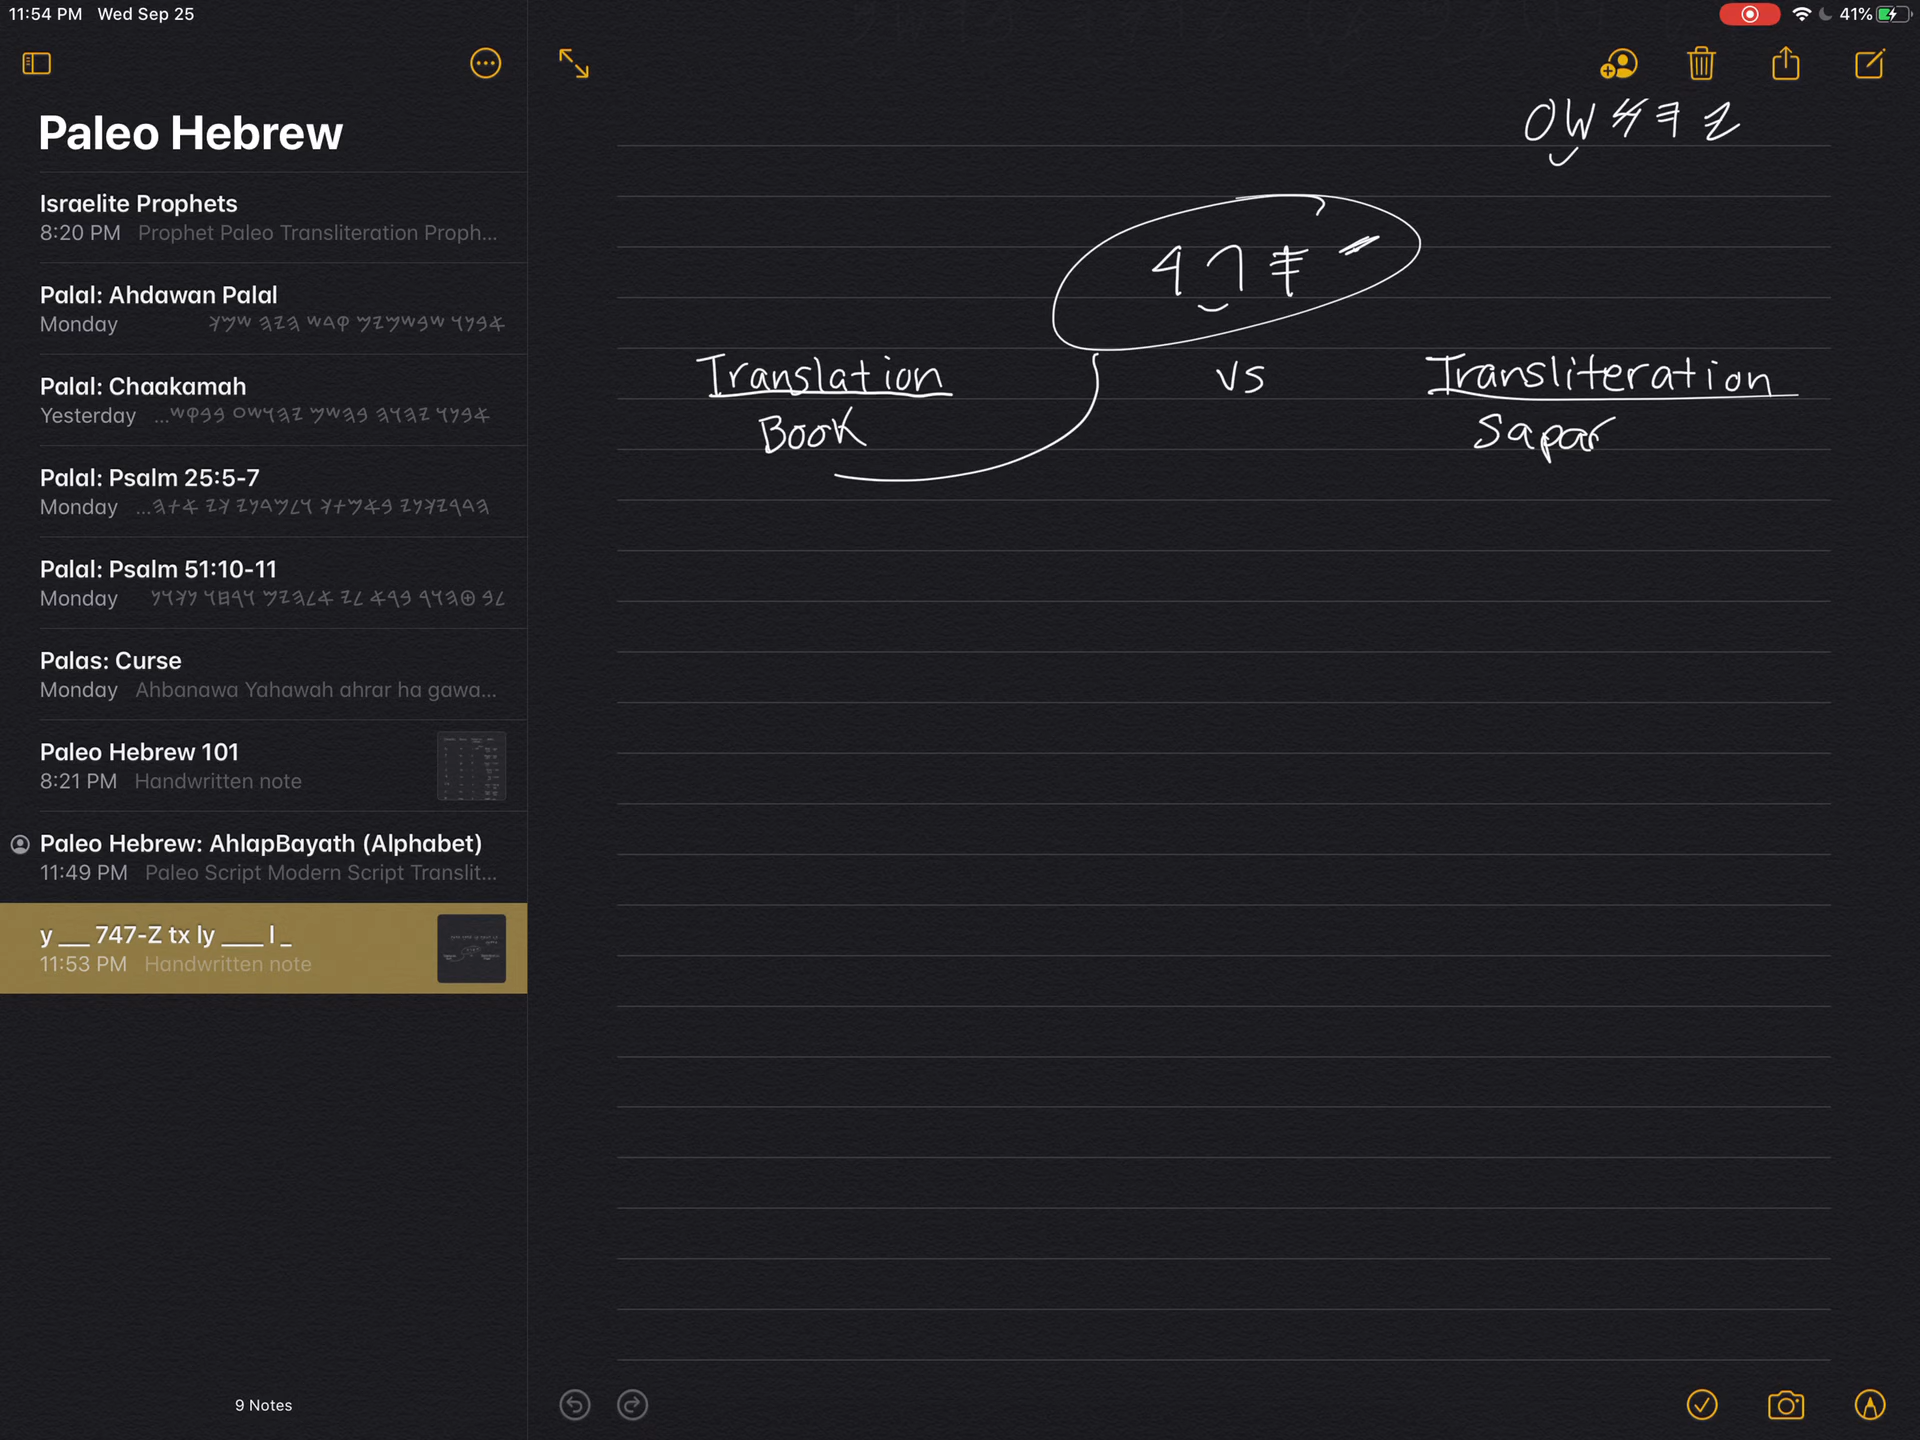 11:54 PM Wed Sep 25
41%
Paleo Hebrew
Israelite Prophets
8:20 PM Prophet Paleo Transliteration Proph...
Palal: Ahdawan Palal
Monday
Palal: Chaakamah
Yesterday
Palal: Psalm 25:5-7
Monday
Palal: Psalm 51:10-11
Monday
Palas: Curse
Monday Ahbanawa Yahawah ahrar ha gawa...
Paleo Hebrew 101
8:21 PM Handwritten note
Paleo Hebrew: AhlapBayath (Alphabet)
11:49 PM Paleo Script Modern Script Translit...
y ___ 747-Z tx ly ____ l _
11:53 PM Handwritten note
9 Notes
𐤉𐤄𐤅𐤔𐤏
𐤎𐤐𐤓
Translation vs Transliteration
Book Sapar